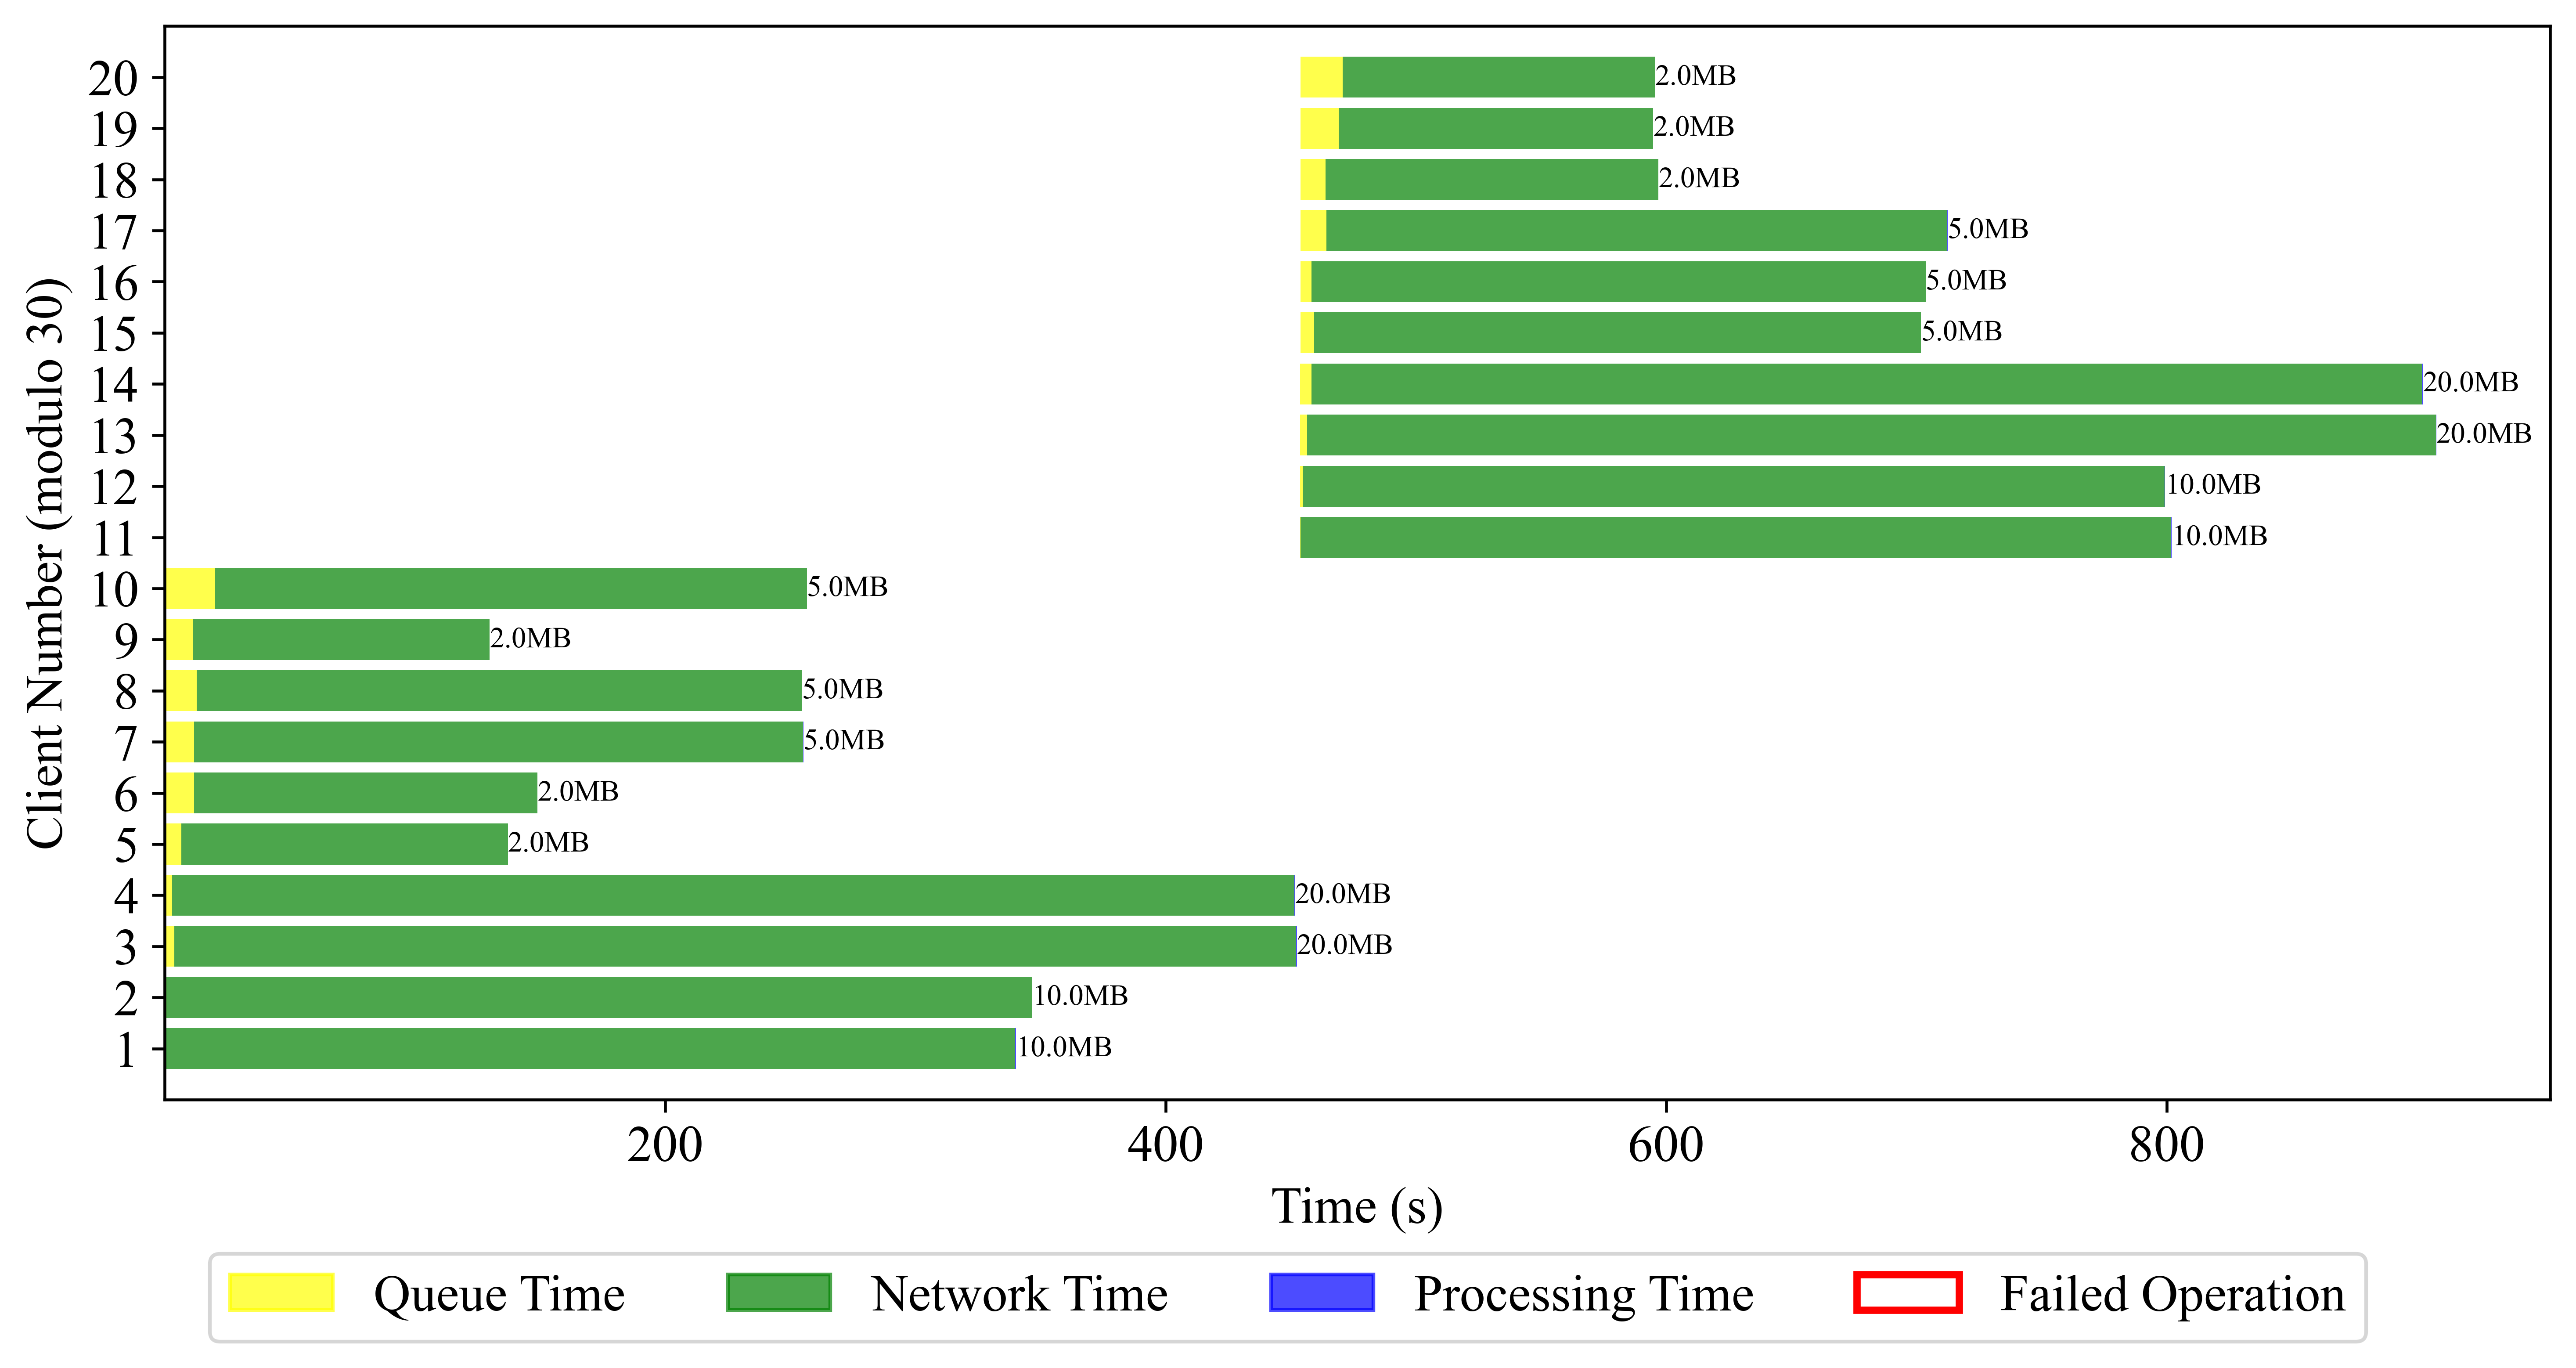 Client Number (modulo 30)
20 2.0MB
19 2.0MB
18 2.0MB
17 5.0MB
16 5.0MB
15 5.0MB
14 20.0MB
13 20.0MB
12 10.0MB
11 10.0MB
10 5.0MB
9 2.0MB
8 5.0MB
7 5.0MB
6 2.0MB
5 2.0MB
4 20.0MB
3 20.0MB
2 10.0MB
1 10.0MB
200 400 600 800
Time (s)
Queue Time Network Time Processing Time Failed Operation